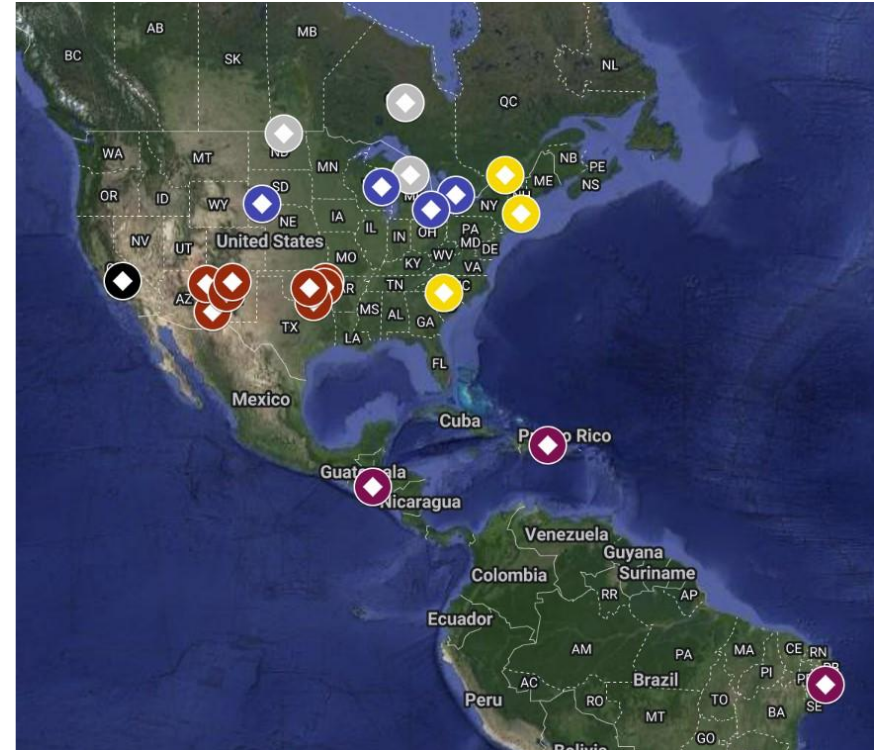 AB
MB
BC
SK
NL
QC
WA
MT
MN
NB
PE
ME
NS
OR
ID
WY
SD
NY
NE
IA
IL
IN
OH
PA
NV
UT
United States
MD
DE
MO
KY
WV
VA
AZ
TN
MS
AL
GA
TX
LA
FL
Mexico
Cuba
Nicaragua
Venezuela
Guyana
Colombia
Suriname
RR
AP
Ecuador
AM
PA
MA
CE
RN
PI
AC
Brazil
Peru
RO
TO
SE
MT
BA
GO